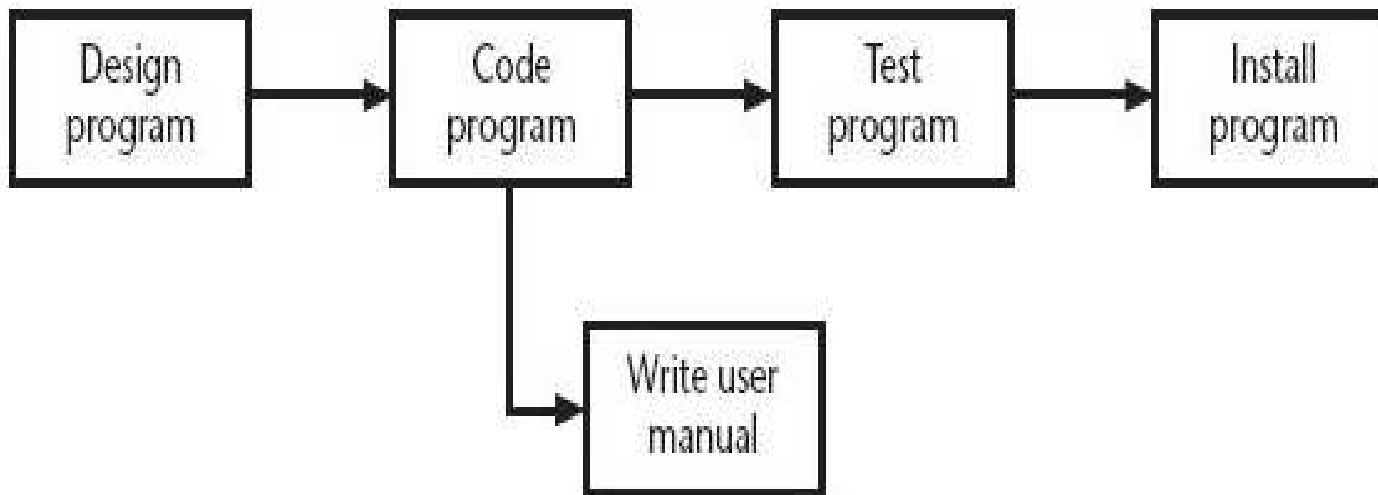 Design
program
Code
program
Test
program
Install
program
Write user
manual